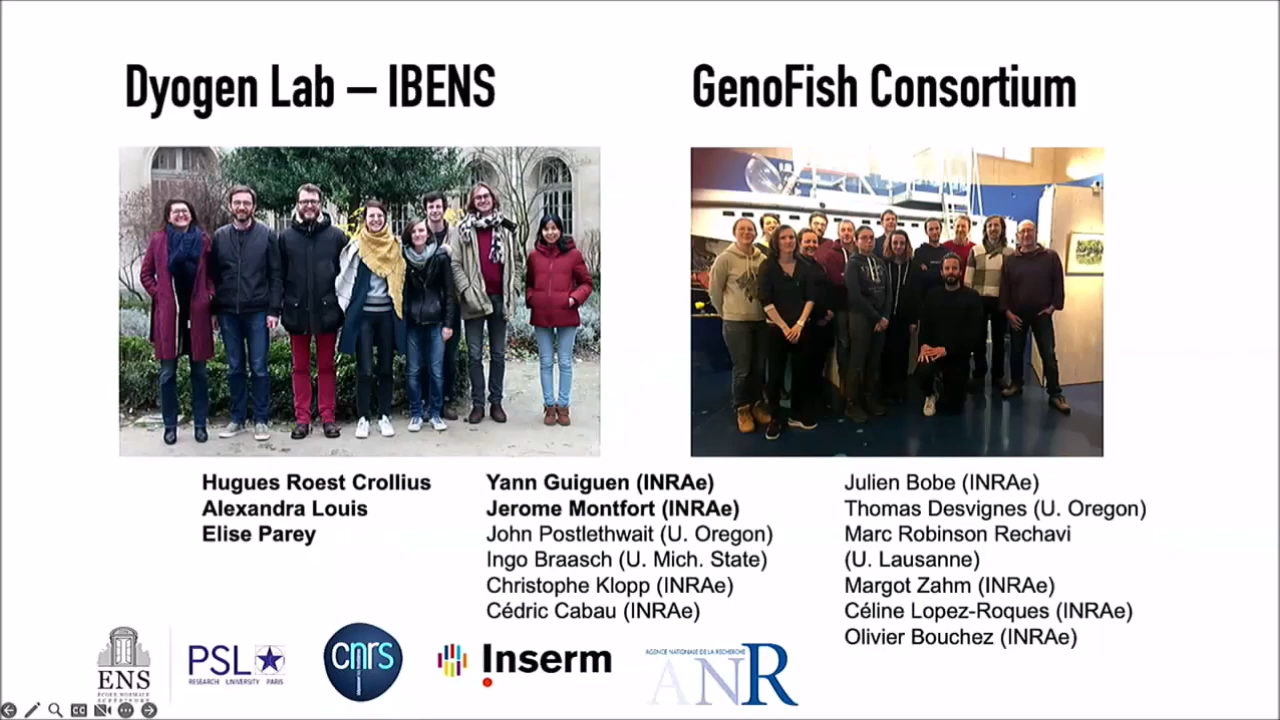 Dyogen Lab – IBENS
GenoFish Consortium
Hugues Roest Crollius
Alexandra Louis
Elise Parey
Yann Guiguen (INRAe)
Jerome Montfort (INRAe)
John Postlethwait (U. Oregon)
Ingo Braasch (U. Mich. State)
Christophe Klopp (INRAe)
Cédric Cabau (INRAe)
Julien Bobe (INRAe)
Thomas Desvignes (U. Oregon)
Marc Robinson Rechavi
(U. Lausanne)
Margot Zahm (INRAe)
Céline Lopez-Roques (INRAe)
Olivier Bouchez (INRAe)
ENS
ÉCOLE NORMALE
SUPÉRIEURE
PSL
RESEARCH UNIVERSITY PARIS
cnrs
Inserm
AGENCE NATIONALE DE LA RECHERCHE
ANR
CC